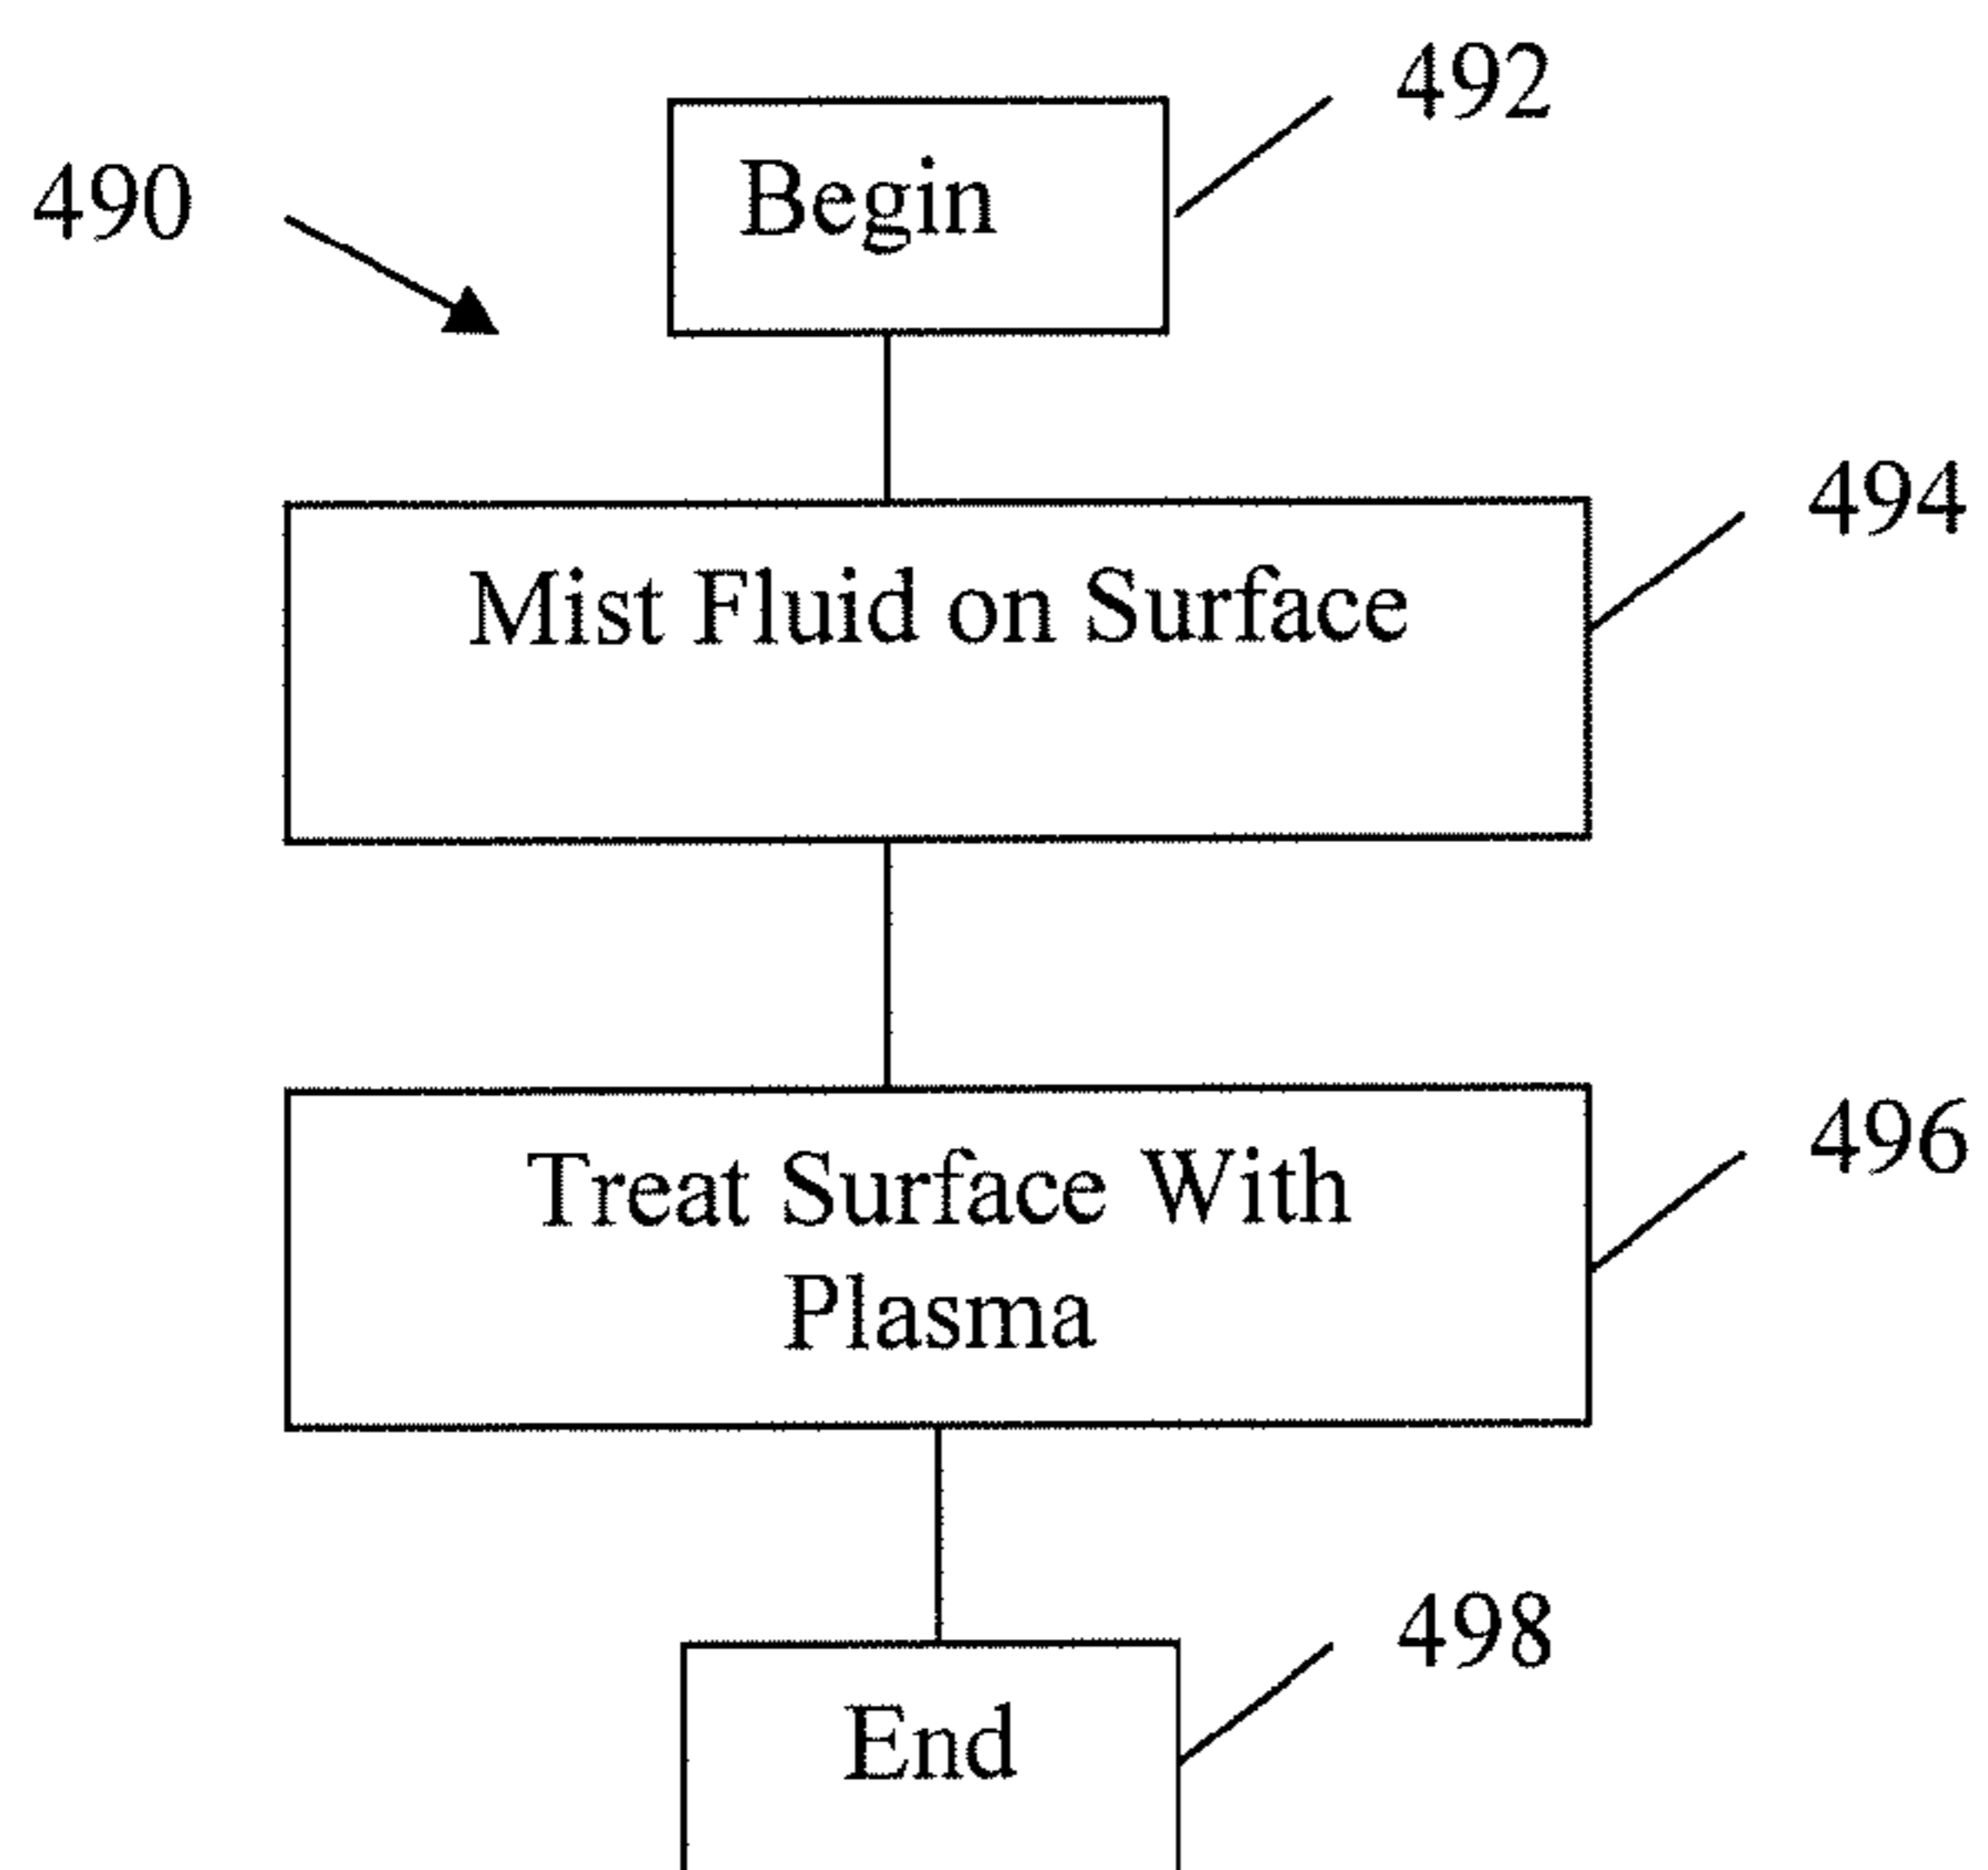 492
490
Begin
494
Mist Fluid on Surface
496
Treat Surface With
Plasma
498
End